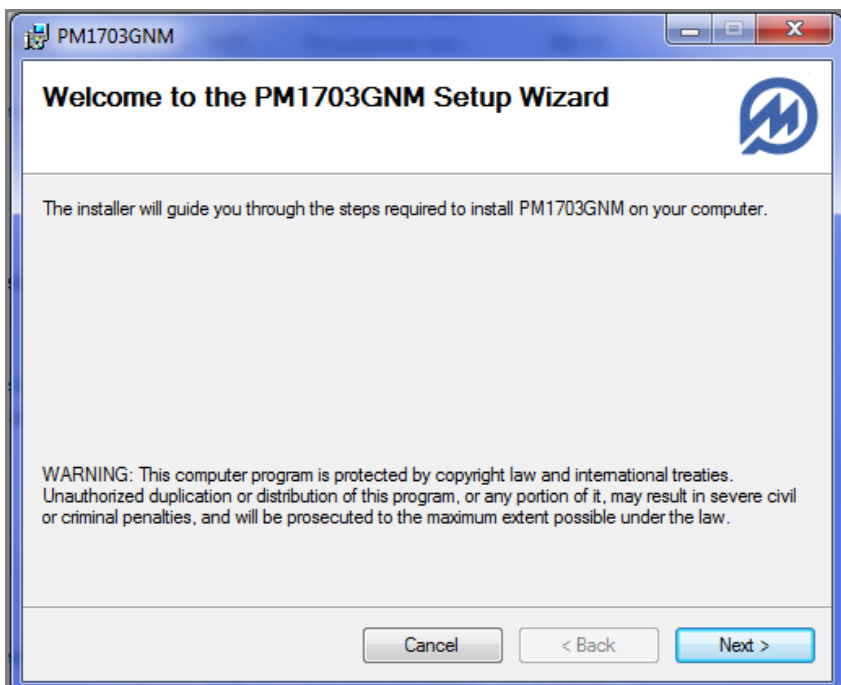 PM1703GNM
Welcome to the PM1703GNM Setup Wizard
The installer will guide you through the steps required to install PM1703GNM on your computer.
WARNING: This computer program is protected by copyright law and international treaties.
Unauthorized duplication or distribution of this program, or any portion of it, may result in severe civil
or criminal penalties, and will be prosecuted to the maximum extent possible under the law.
Cancel
< Back
Next >